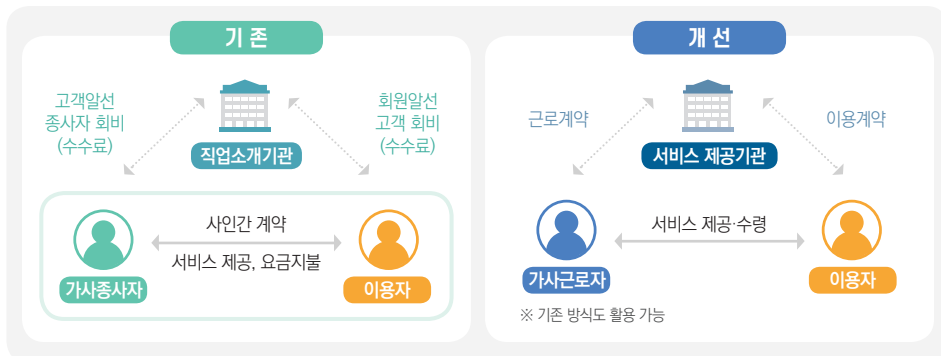 기 존
고객알선
종사자 회비
(수수료)
회원알선
고객 회비
(수수료)
직업소개기관
사인간 계약
서비스 제공, 요금지불
가사종사자
이용자
개 선
근로계약
이용계약
서비스 제공기관
서비스 제공·수령
가사근로자
이용자
※ 기존 방식도 활용 가능